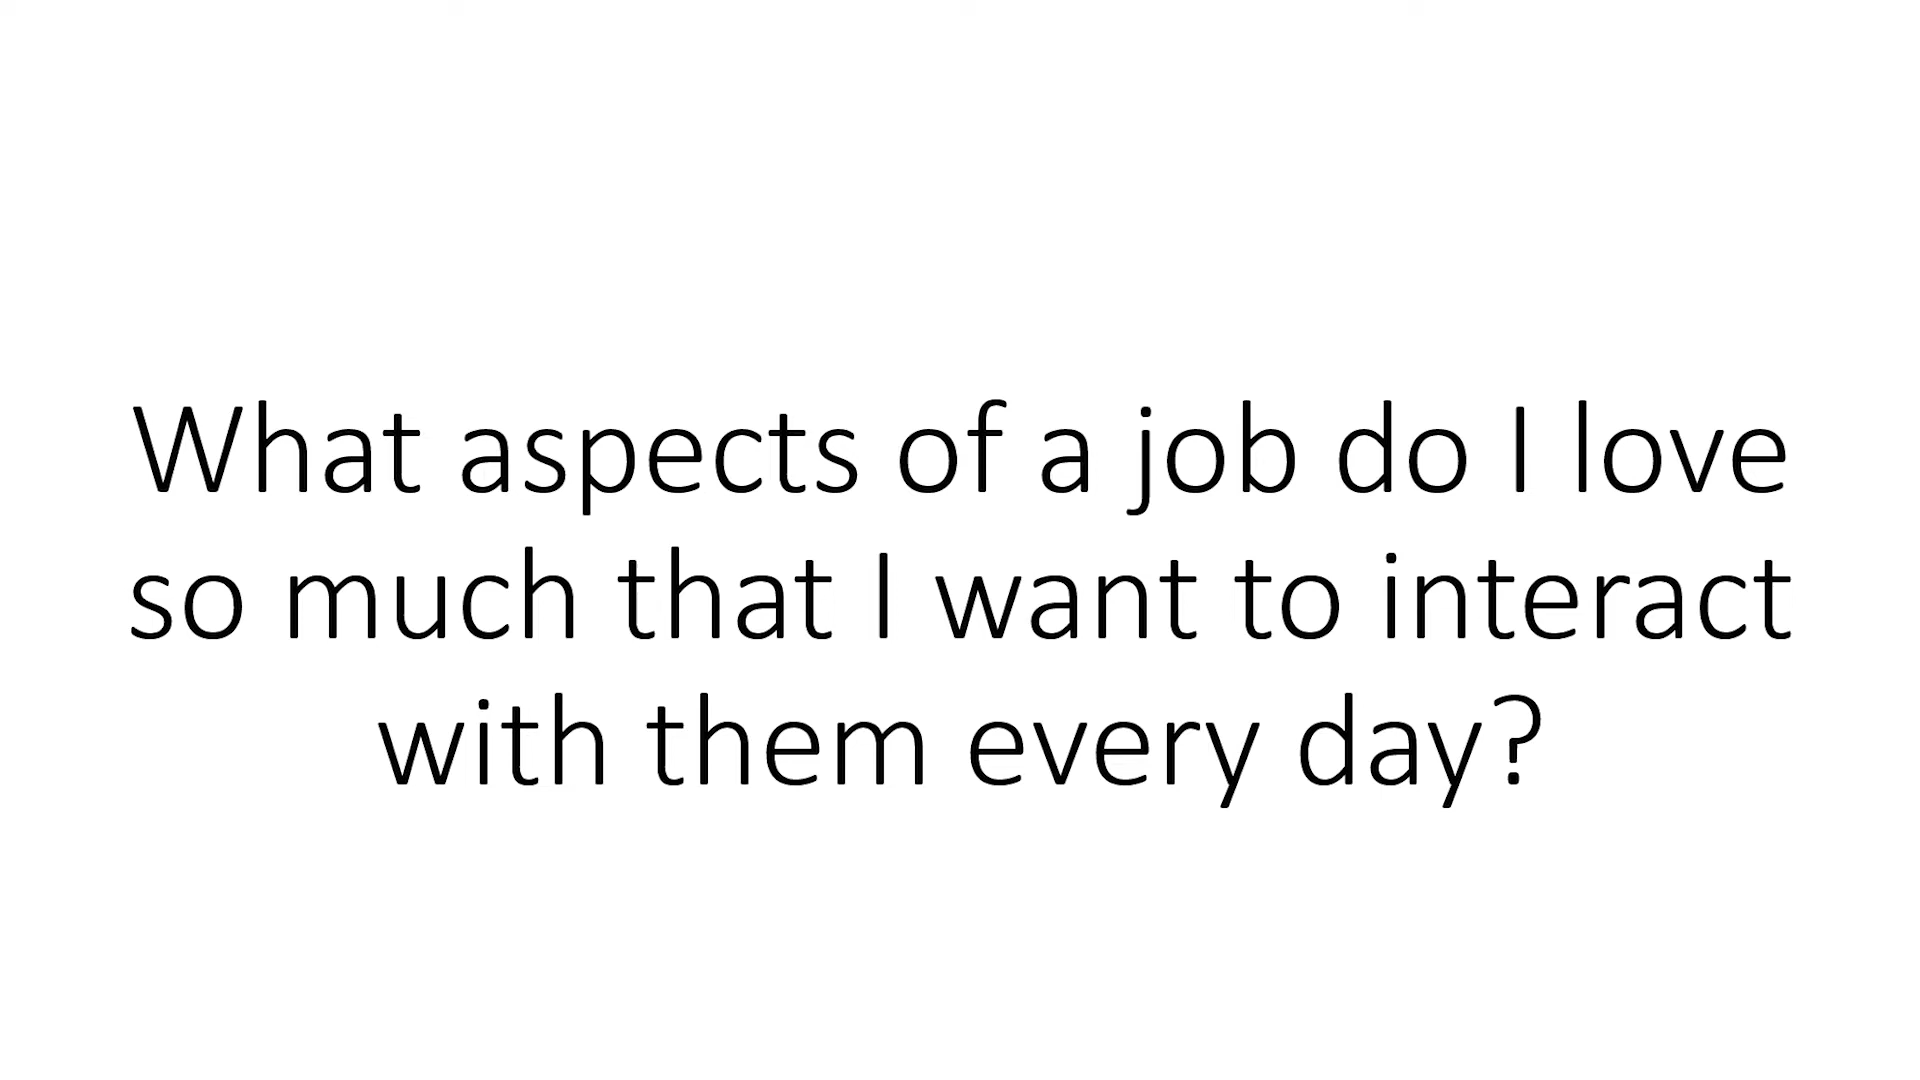 What aspects of a job do I love
so much that I want to interact
with them every day?